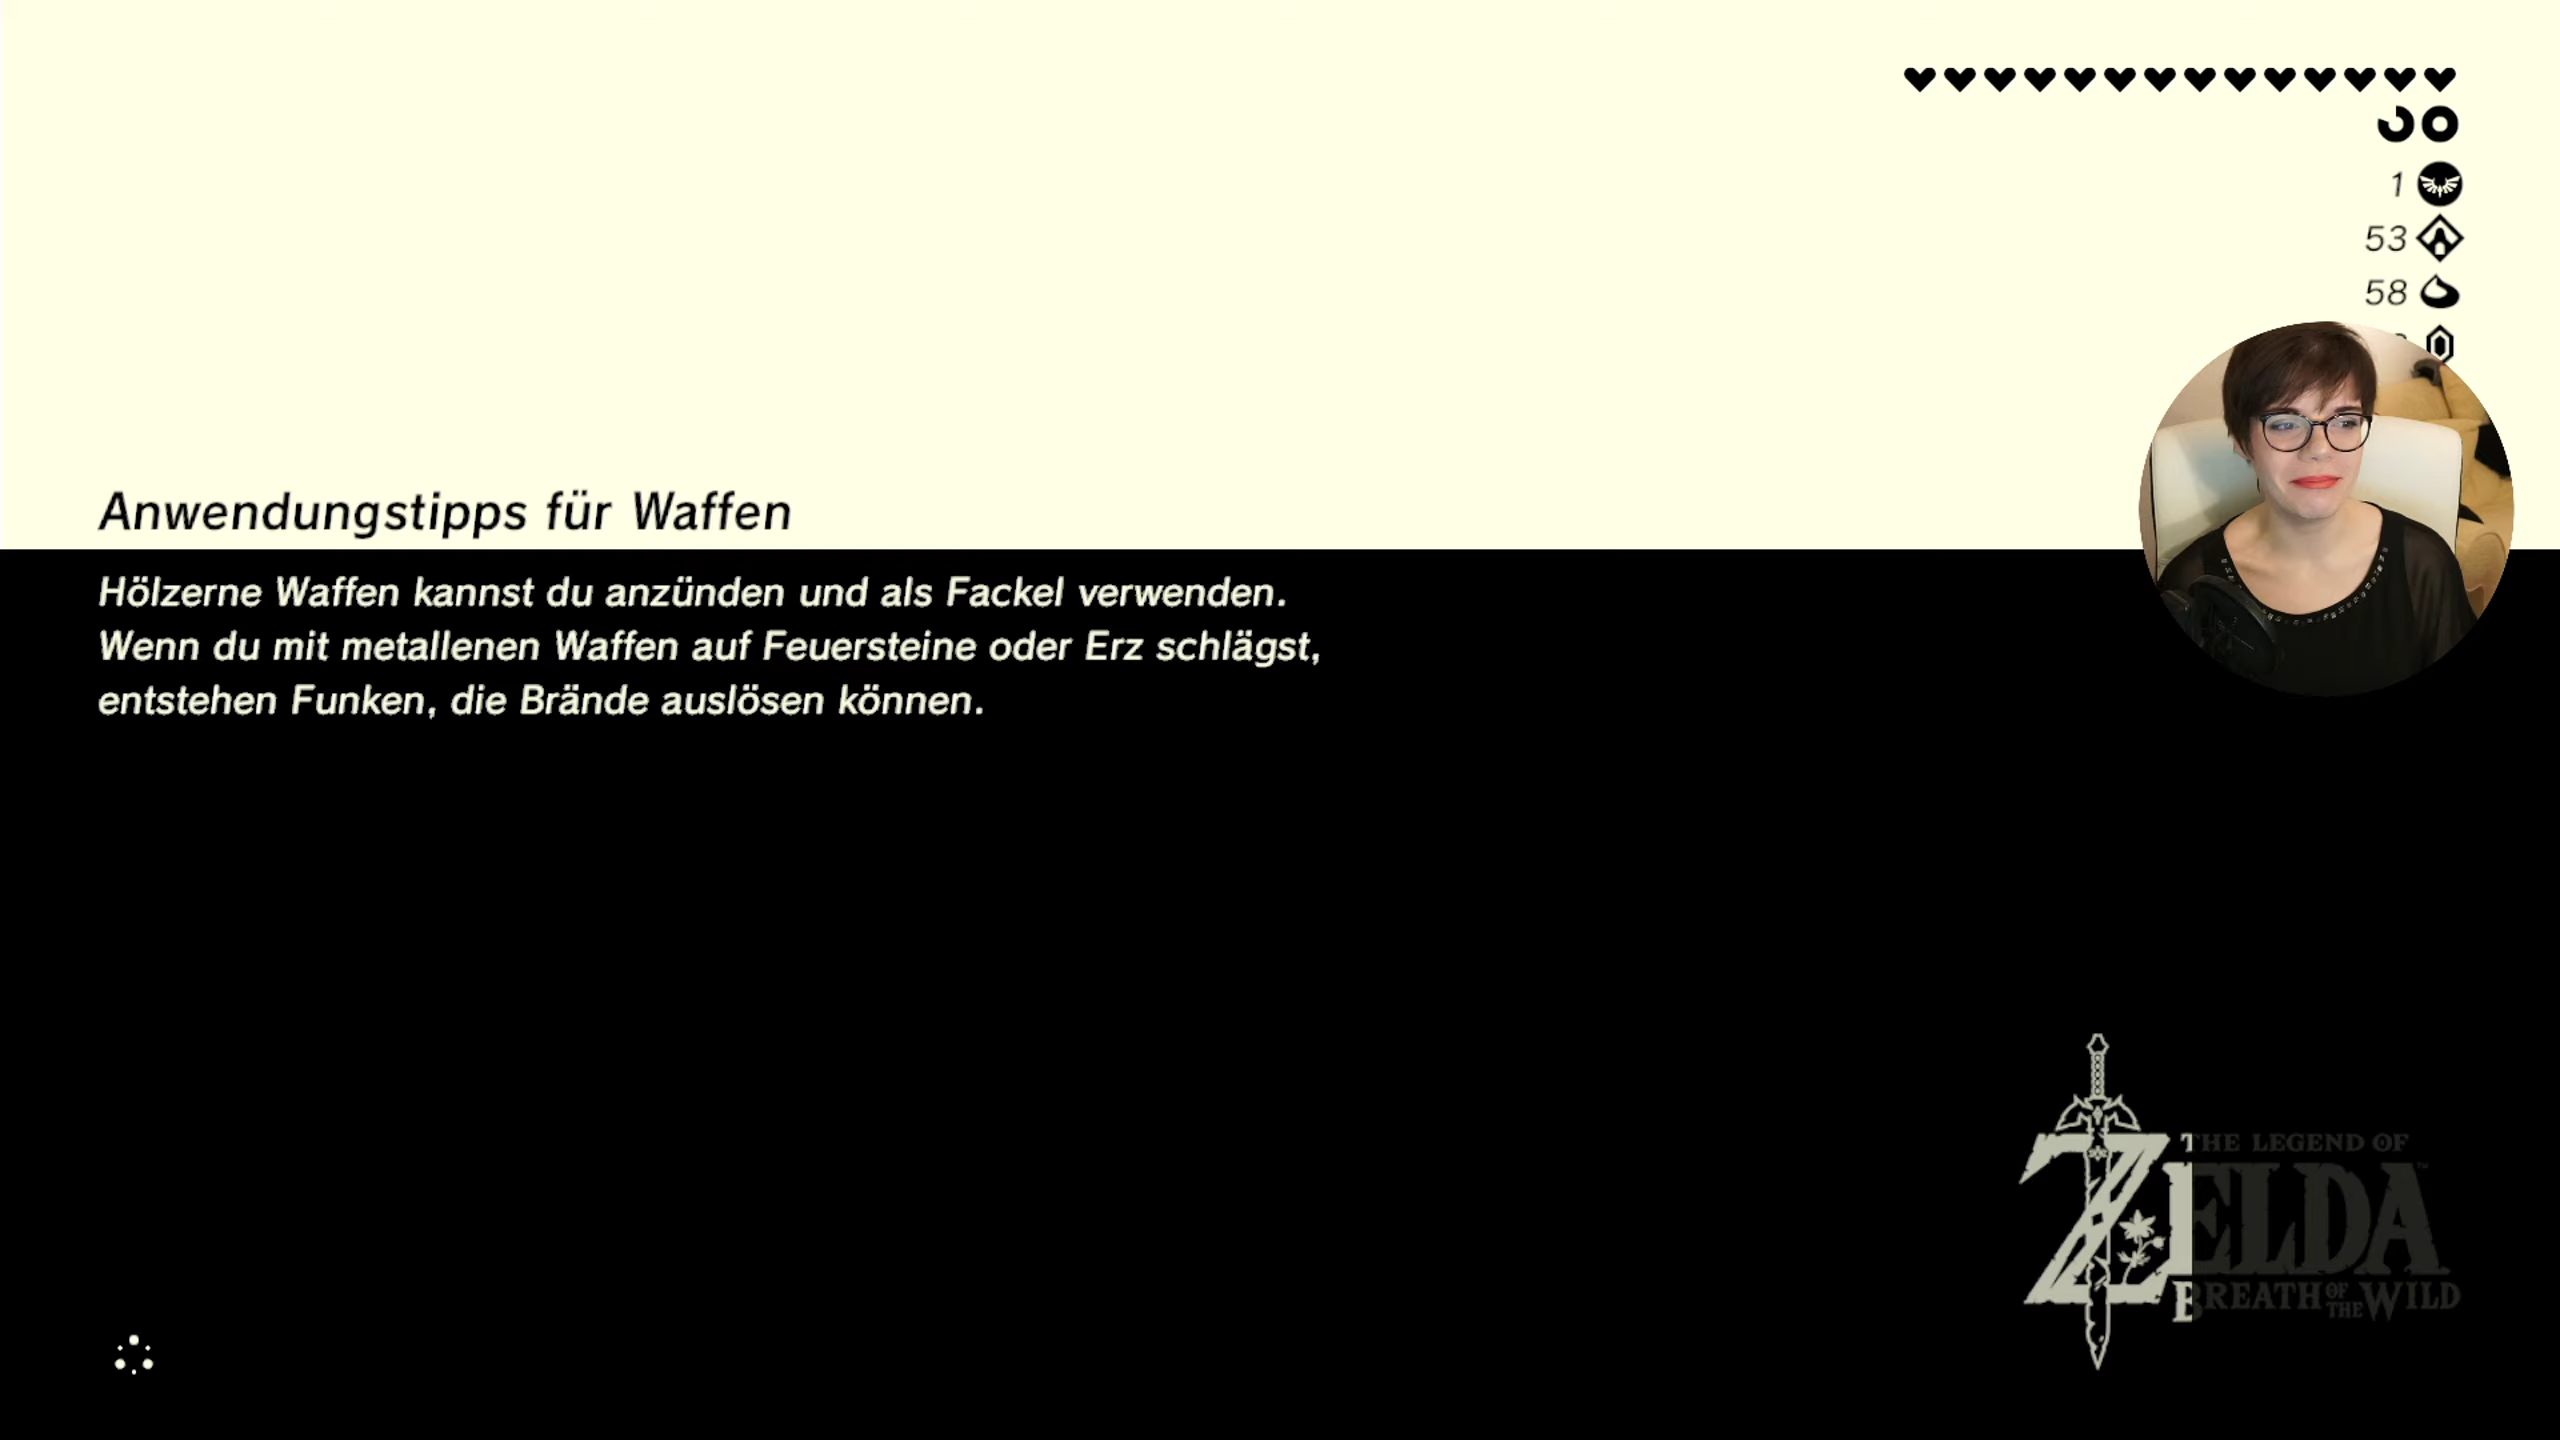 1
53
58
Anwendungstipps für Waffen
Hölzerne Waffen kannst du anzünden und als Fackel verwenden.
Wenn du mit metallenen Waffen auf Feuersteine oder Erz schlägst,
entstehen Funken, die Brände auslösen können.
THE LEGEND OF
ZELDA
BREATH OF THE WILD